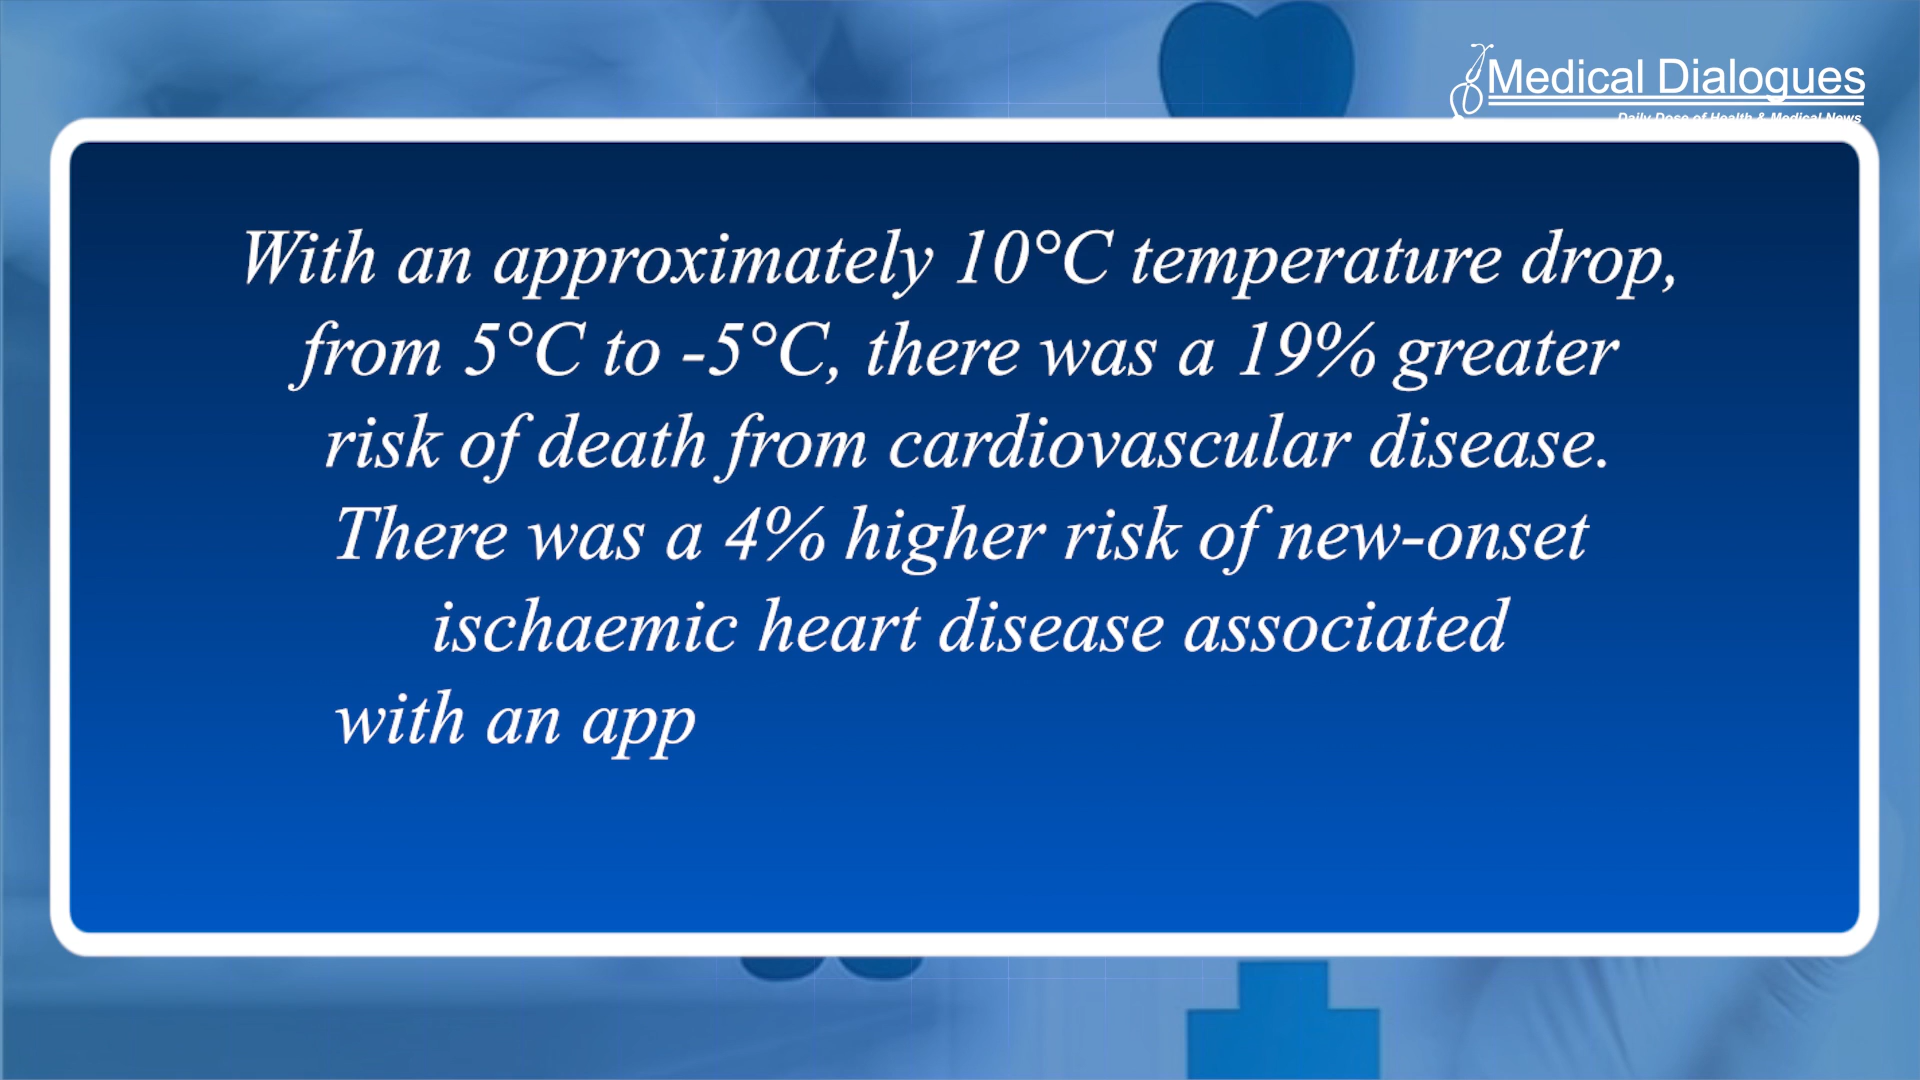 Medical Dialogues
Daily Dose of Health & Medical News
With an approximately 10°C temperature drop,
from 5°C to -5°C, there was a 19% greater
risk of death from cardiovascular disease.
There was a 4% higher risk of new-onset
ischaemic heart disease associated
with an app